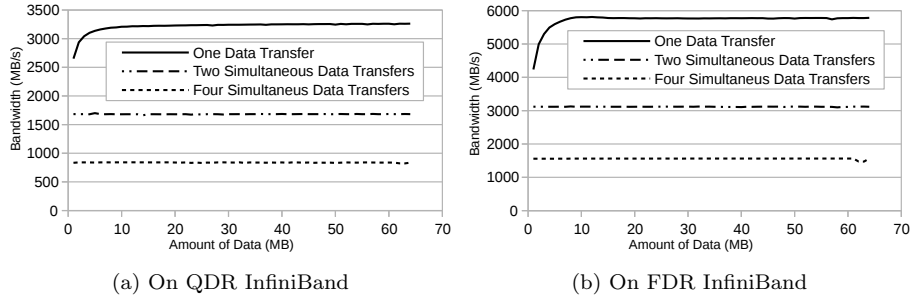 3500
3000
2500
2000
1500
1000
500
0
Bandwidth (MB/s)
One Data Transfer
Two Simultaneous Data Transfers
Four Simultaneus Data Transfers
0 10 20 30 40 50 60 70
Amount of Data (MB)
(a) On QDR InfiniBand
6000
5000
4000
3000
2000
1000
0
Bandwidth (MB/s)
One Data Transfer
Two Simultaneous Data Transfers
Four Simultaneous Data Transfers
0 10 20 30 40 50 60 70
Amount of Data (MB)
(b) On FDR InfiniBand